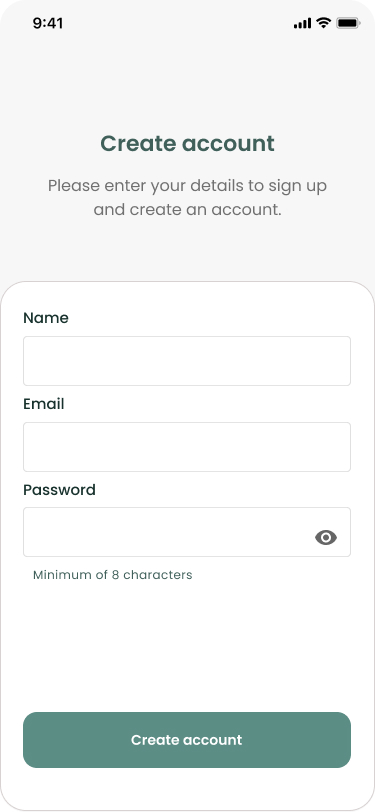 9:41
Create account
Please enter your details to sign up
and create an account.
Name
Email
Password
Minimum of 8 characters
Create account